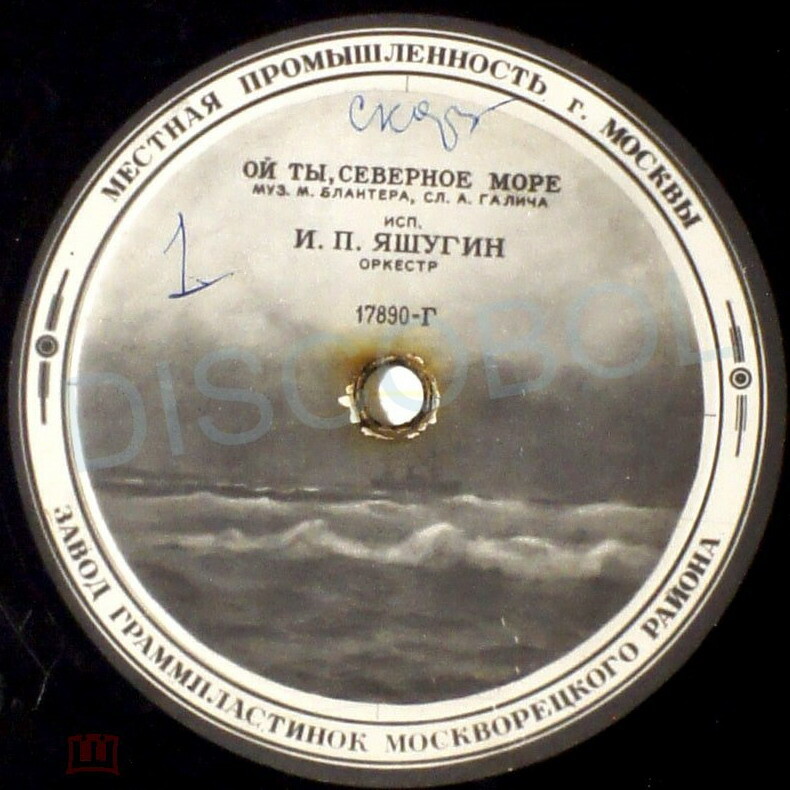 МЕСТНАЯ ПРОМЫШЛЕННОСТЬ г. МОСКВЫ
ОЙ ТЫ, СЕВЕРНОЕ МОРЕ
МУЗ. М. БЛАНТЕРА, СЛ. А. ГАЛИЧА
ИСП.
И. П. ЯШУГИН
ОРКЕСТР
1
17890-Г
DISCOBOL
ЗАВОД ГРАММПЛАСТИНОК МОСКВОРЕЦКОГО РАЙОНА